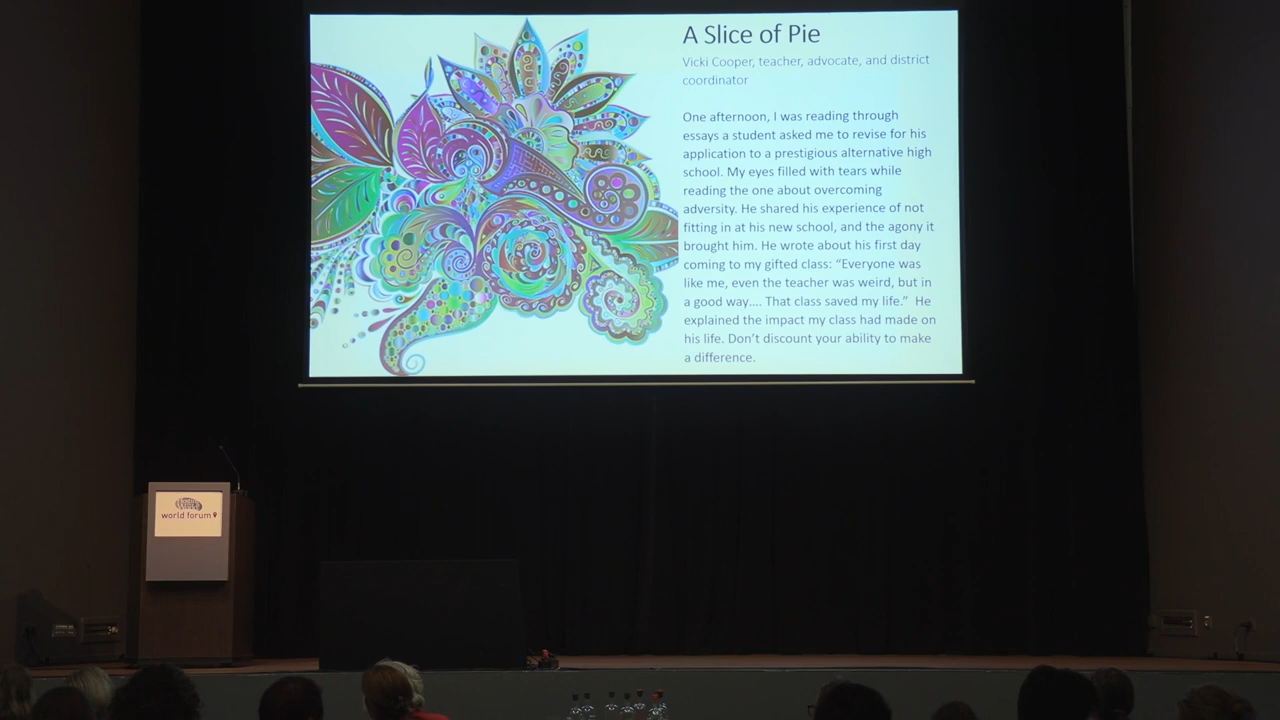 A Slice of Pie
Vicki Cooper, teacher, advocate, and district
coordinator
One afternoon, I was reading through
essays a student asked me to revise for his
application to a prestigious alternative high
school. My eyes filled with tears while
reading the one about overcoming
adversity. He shared his experience of not
fitting in at his new school, and the agony it
brought him. He wrote about his first day
coming to my gifted class: “Everyone was
like me, even the teacher was weird, but in
a good way…. That class saved my life.”  He
explained the impact my class had made on
his life. Don’t discount your ability to make
a difference.
world forum